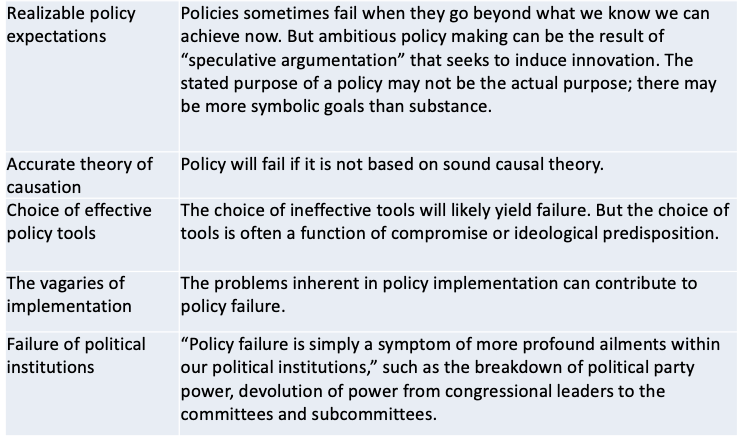 Realizable policy
expectations
Policies sometimes fail when they go beyond what we know we can
achieve now. But ambitious policy making can be the result of
“speculative argumentation” that seeks to induce innovation. The
stated purpose of a policy may not be the actual purpose; there may
be more symbolic goals than substance.
Accurate theory of
causation
Policy will fail if it is not based on sound causal theory.
Choice of effective
policy tools
The choice of ineffective tools will likely yield failure. But the choice of
tools is often a function of compromise or ideological predisposition.
The vagaries of
implementation
The problems inherent in policy implementation can contribute to
policy failure.
Failure of political
institutions
“Policy failure is simply a symptom of more profound ailments within
our political institutions,” such as the breakdown of political party
power, devolution of power from congressional leaders to the
committees and subcommittees.